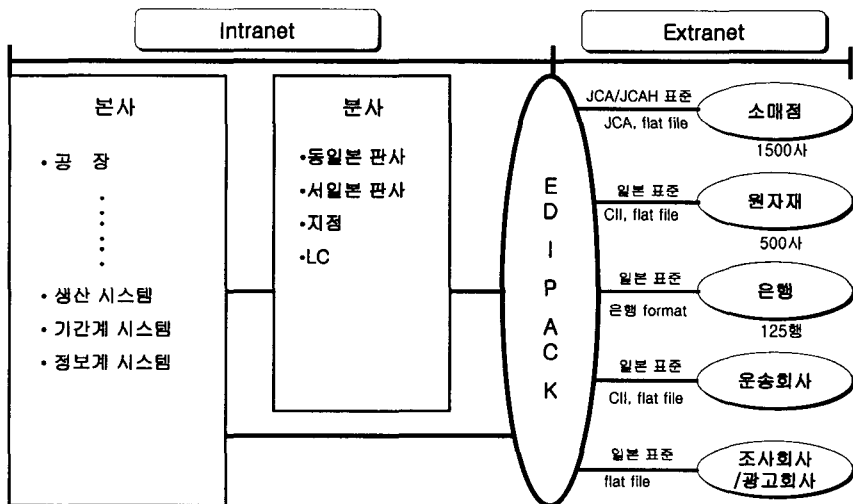 Intranet
Extranet
본사
• 공 장
• 생산 시스템
• 기간계 시스템
• 정보계 시스템
분사
•동일본 판사
•서일본 판사
•지점
•LC
EDI PACK
JCA/JCAH 표준
JCA, flat file
소매점
1500사
일본 표준
CII, flat file
원자재
500사
일본 표준
은행 format
은행
125행
일본 표준
CII, flat file
운송회사
일본 표준
flat file
조사회사
/광고회사